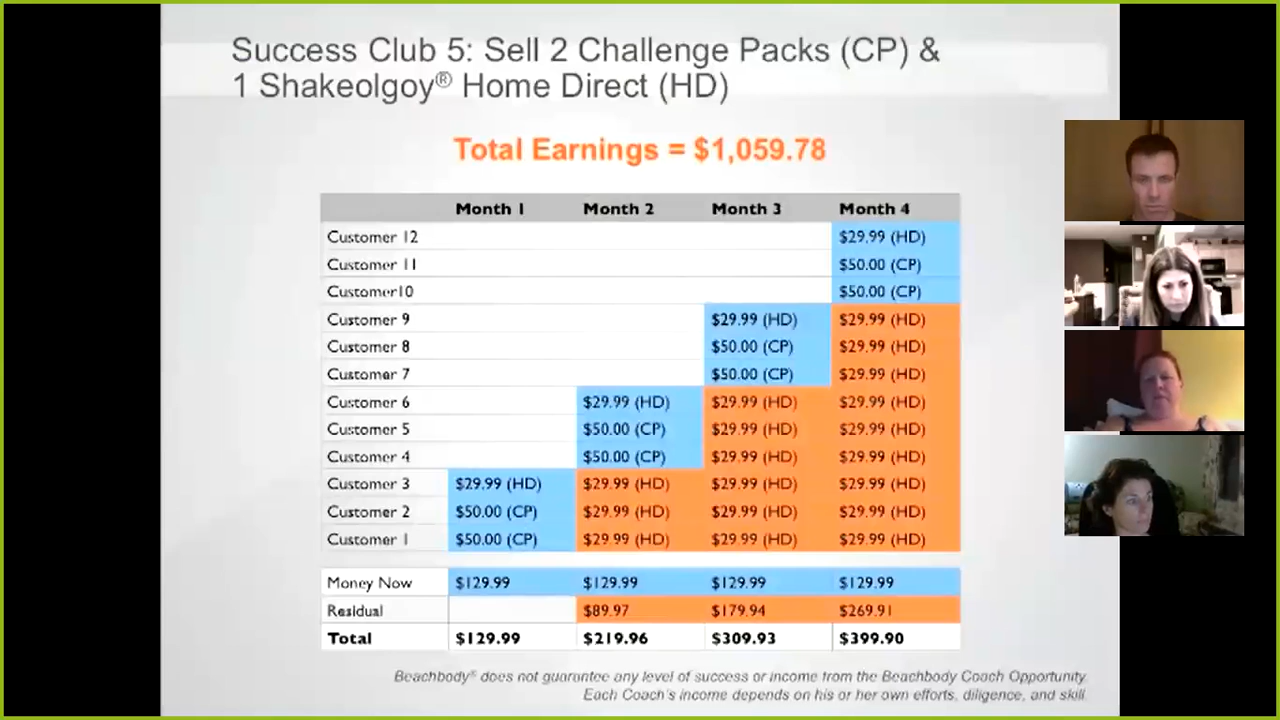 Success Club 5: Sell 2 Challenge Packs (CP) &
1 Shakeolgoy® Home Direct (HD)
Total Earnings = $1,059.78
Month 1 Month 2 Month 3 Month 4
Customer 12 $29.99 (HD)
Customer 11 $50.00 (CP)
Customer10 $50.00 (CP)
Customer 9 $29.99 (HD) $29.99 (HD)
Customer 8 $50.00 (CP) $29.99 (HD)
Customer 7 $50.00 (CP) $29.99 (HD)
Customer 6 $29.99 (HD) $29.99 (HD) $29.99 (HD)
Customer 5 $50.00 (CP) $29.99 (HD) $29.99 (HD)
Customer 4 $50.00 (CP) $29.99 (HD) $29.99 (HD)
Customer 3 $29.99 (HD) $29.99 (HD) $29.99 (HD) $29.99 (HD)
Customer 2 $50.00 (CP) $29.99 (HD) $29.99 (HD) $29.99 (HD)
Customer 1 $50.00 (CP) $29.99 (HD) $29.99 (HD) $29.99 (HD)
Money Now $129.99 $129.99 $129.99 $129.99
Residual $89.97 $179.94 $269.91
Total $129.99 $219.96 $309.93 $399.90
Beachbody® does not guarantee any level of success or income from the Beachbody Coach Opportunity.
Each Coach's income depends on his or her own efforts, diligence, and skill.